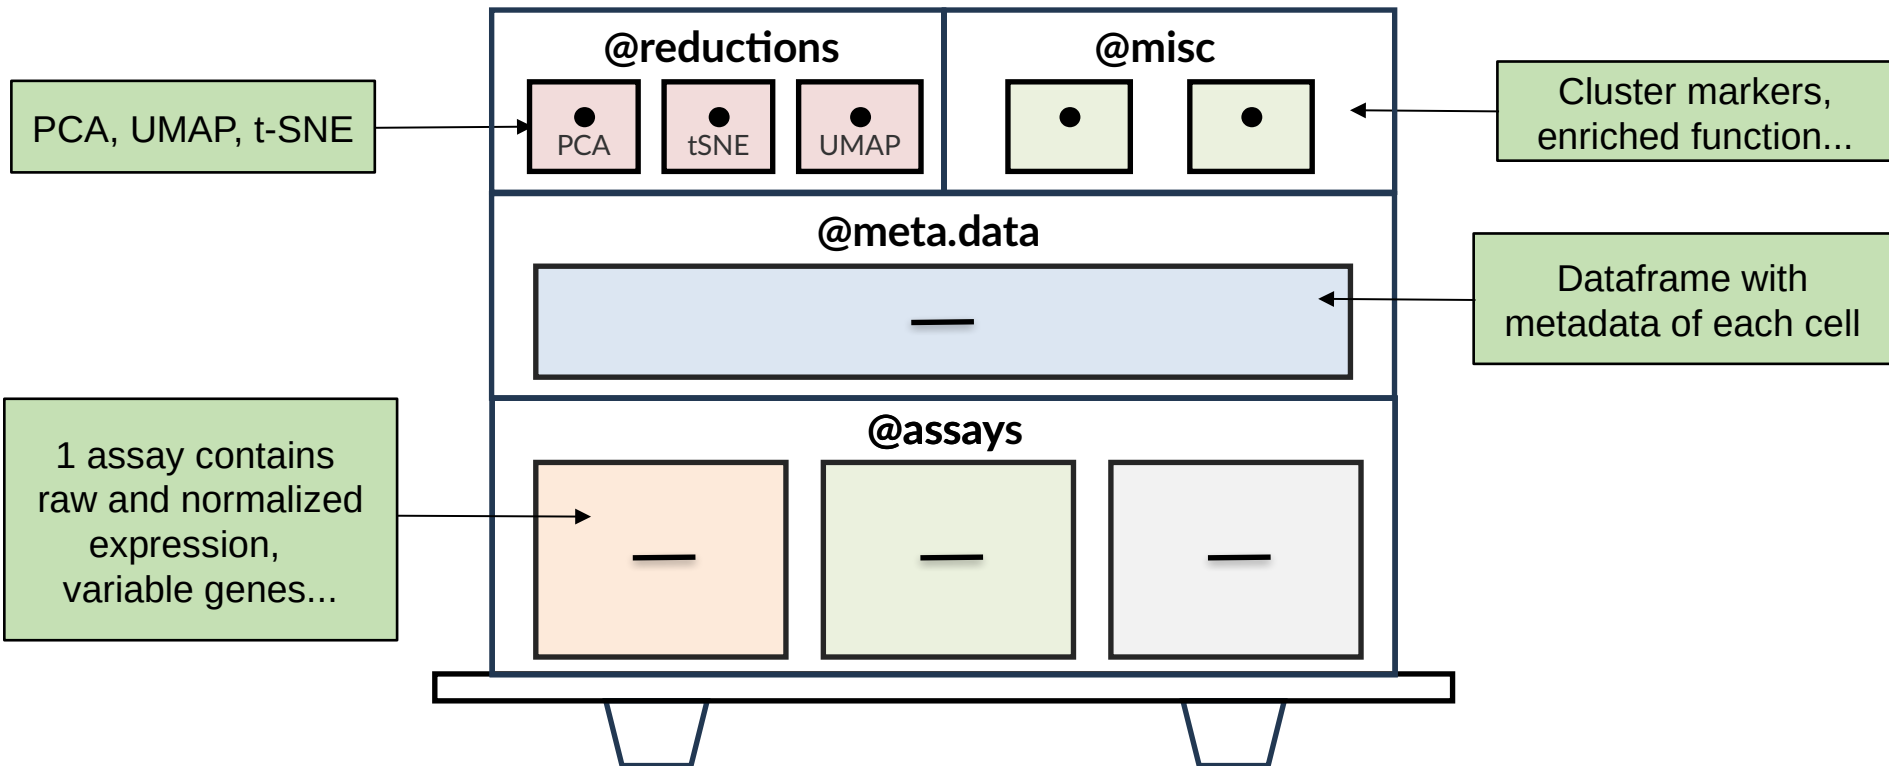 @reductions
@misc
PCA, UMAP, t-SNE
PCA
tSNE
UMAP
Cluster markers,
enriched function...
@meta.data
Dataframe with
metadata of each cell
@assays
1 assay contains
raw and normalized
expression,
variable genes...